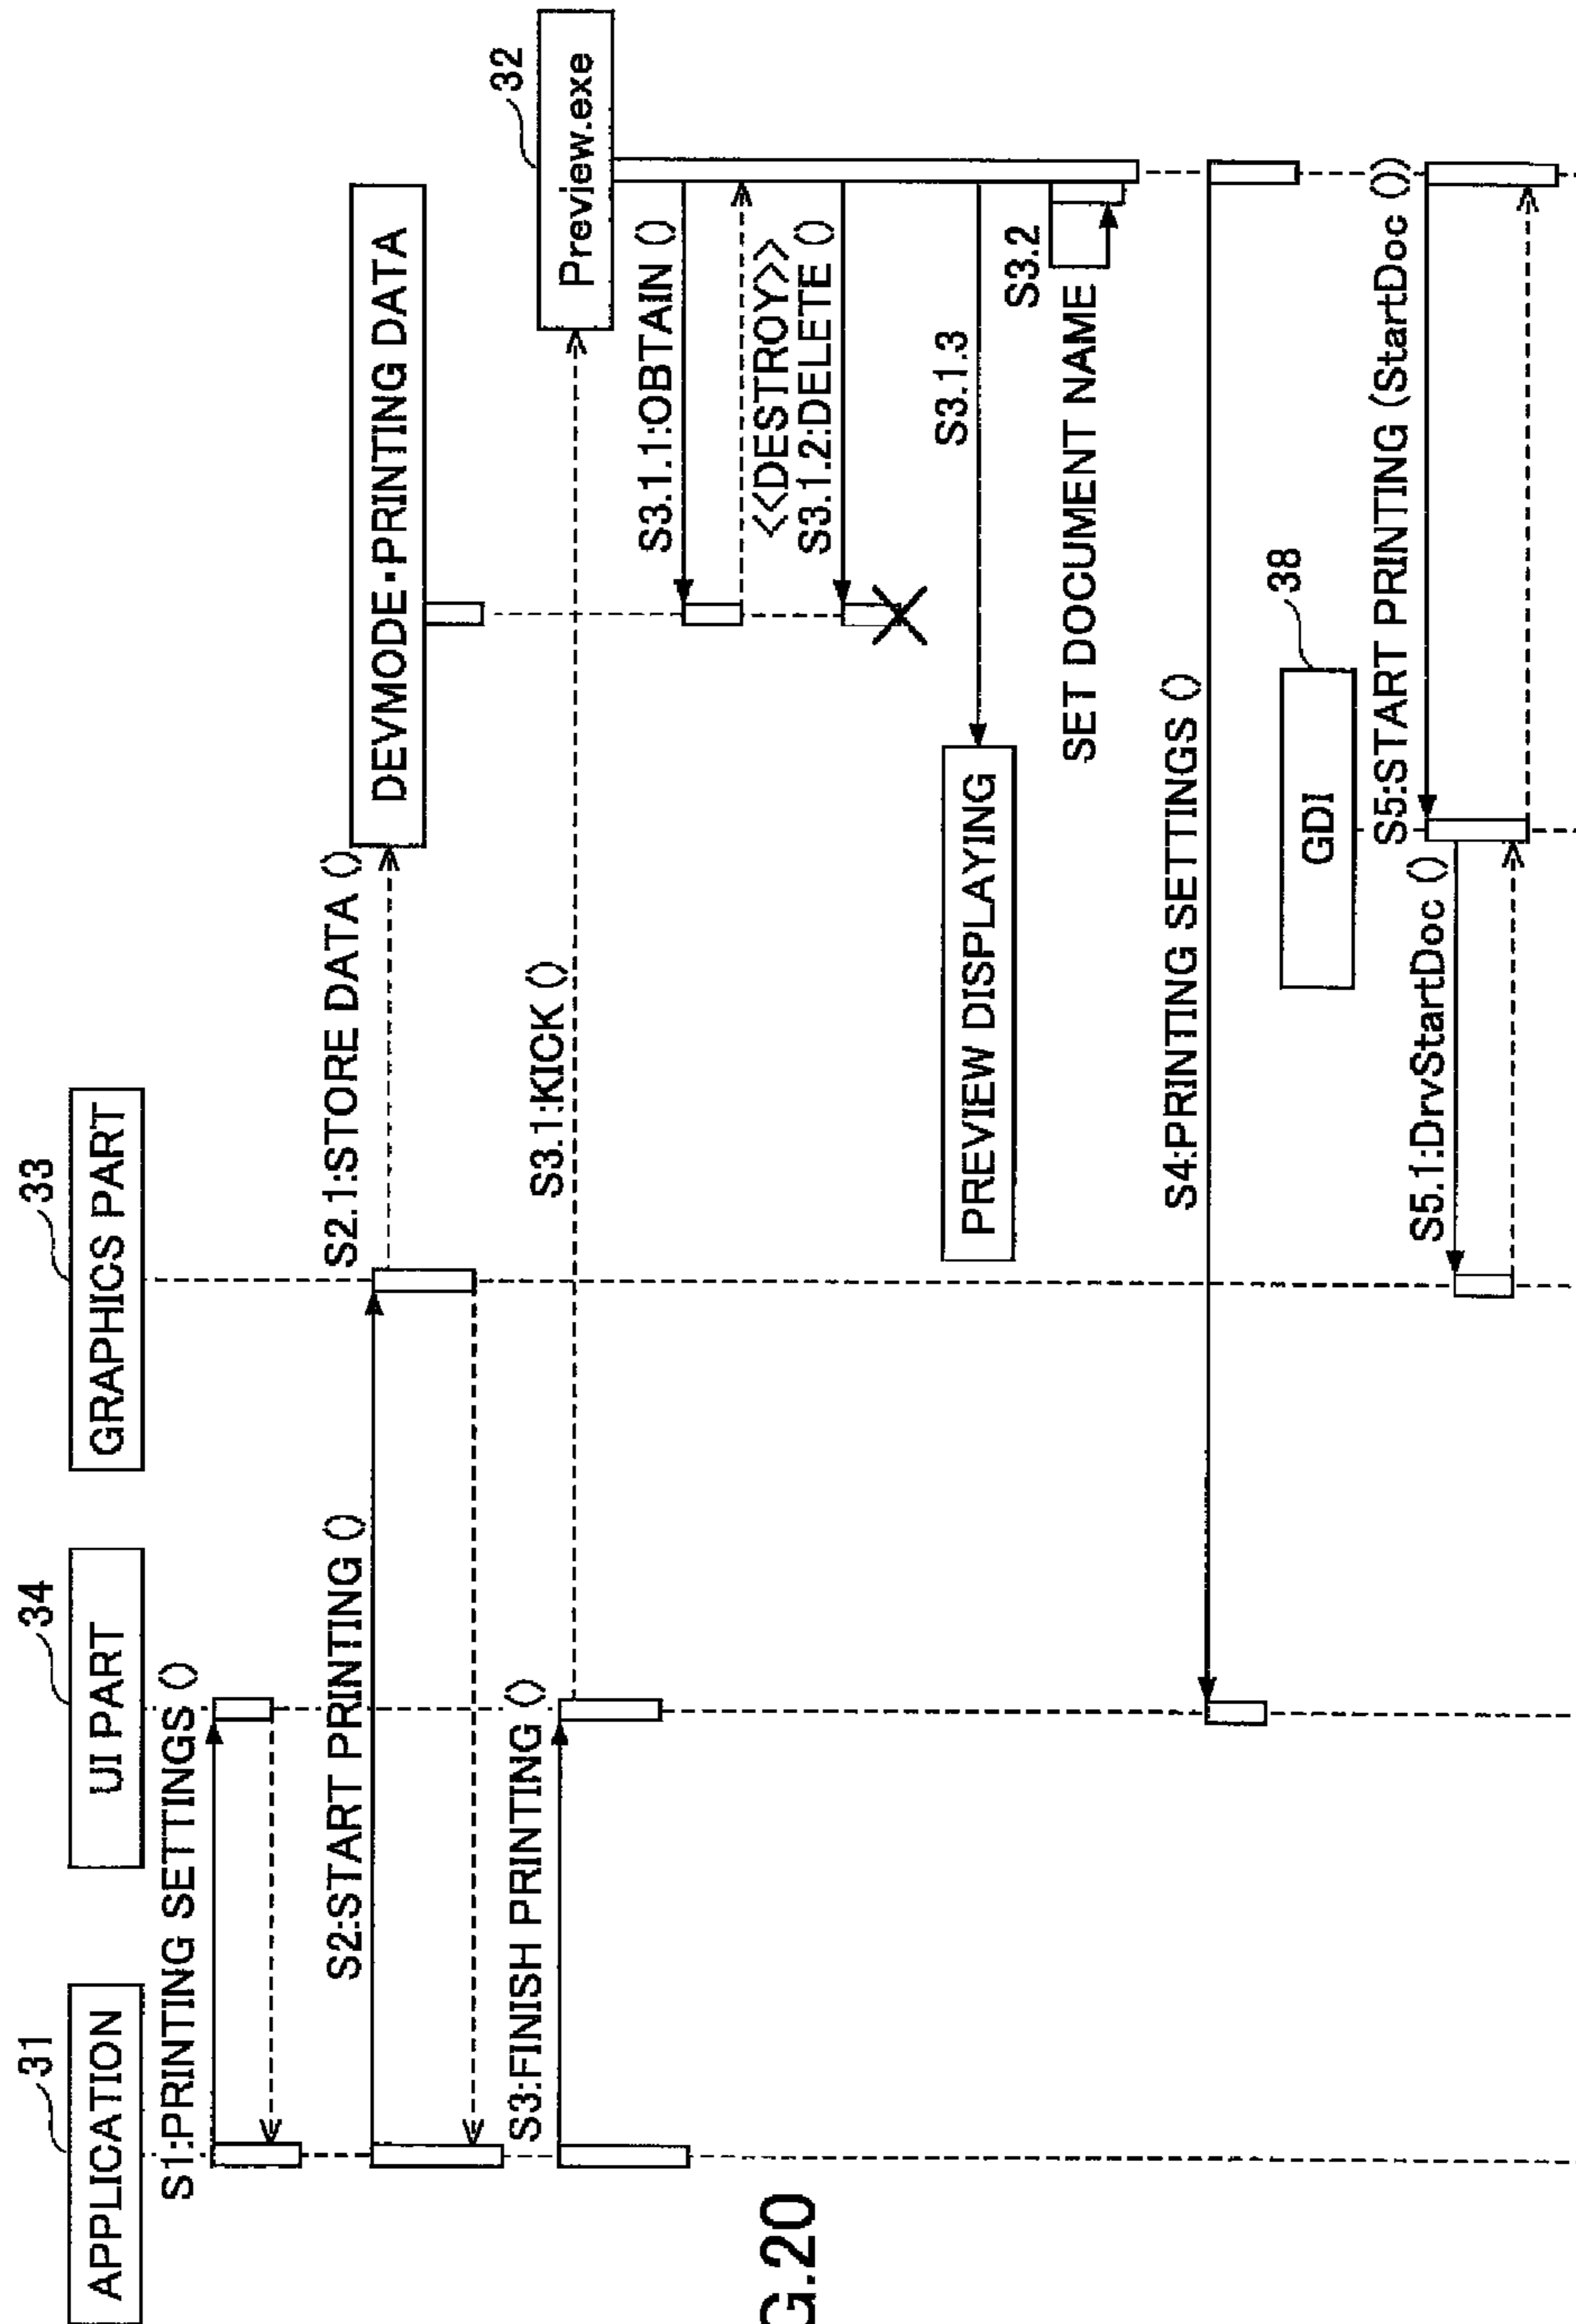 31
APPLICATION
34
UI PART
33
GRAPHICS PART
S1:PRINTING SETTINGS ()
S2:START PRINTING ()
S2.1:STORE DATA ()
DEVMODE·PRINTING DATA
S3:FINISH PRINTING ()
S3.1:KICK ()
32
Preview.exe
S3.1.1:OBTAIN ()
<<DESTROY>>
S3.1.2:DELETE ()
S3.1.3
PREVIEW DISPLAYING
S3.2
SET DOCUMENT NAME
S4:PRINTING SETTINGS ()
38
GDI
S5:START PRINTING (StartDoc ())
S5.1:DrvStartDoc ()
G.20